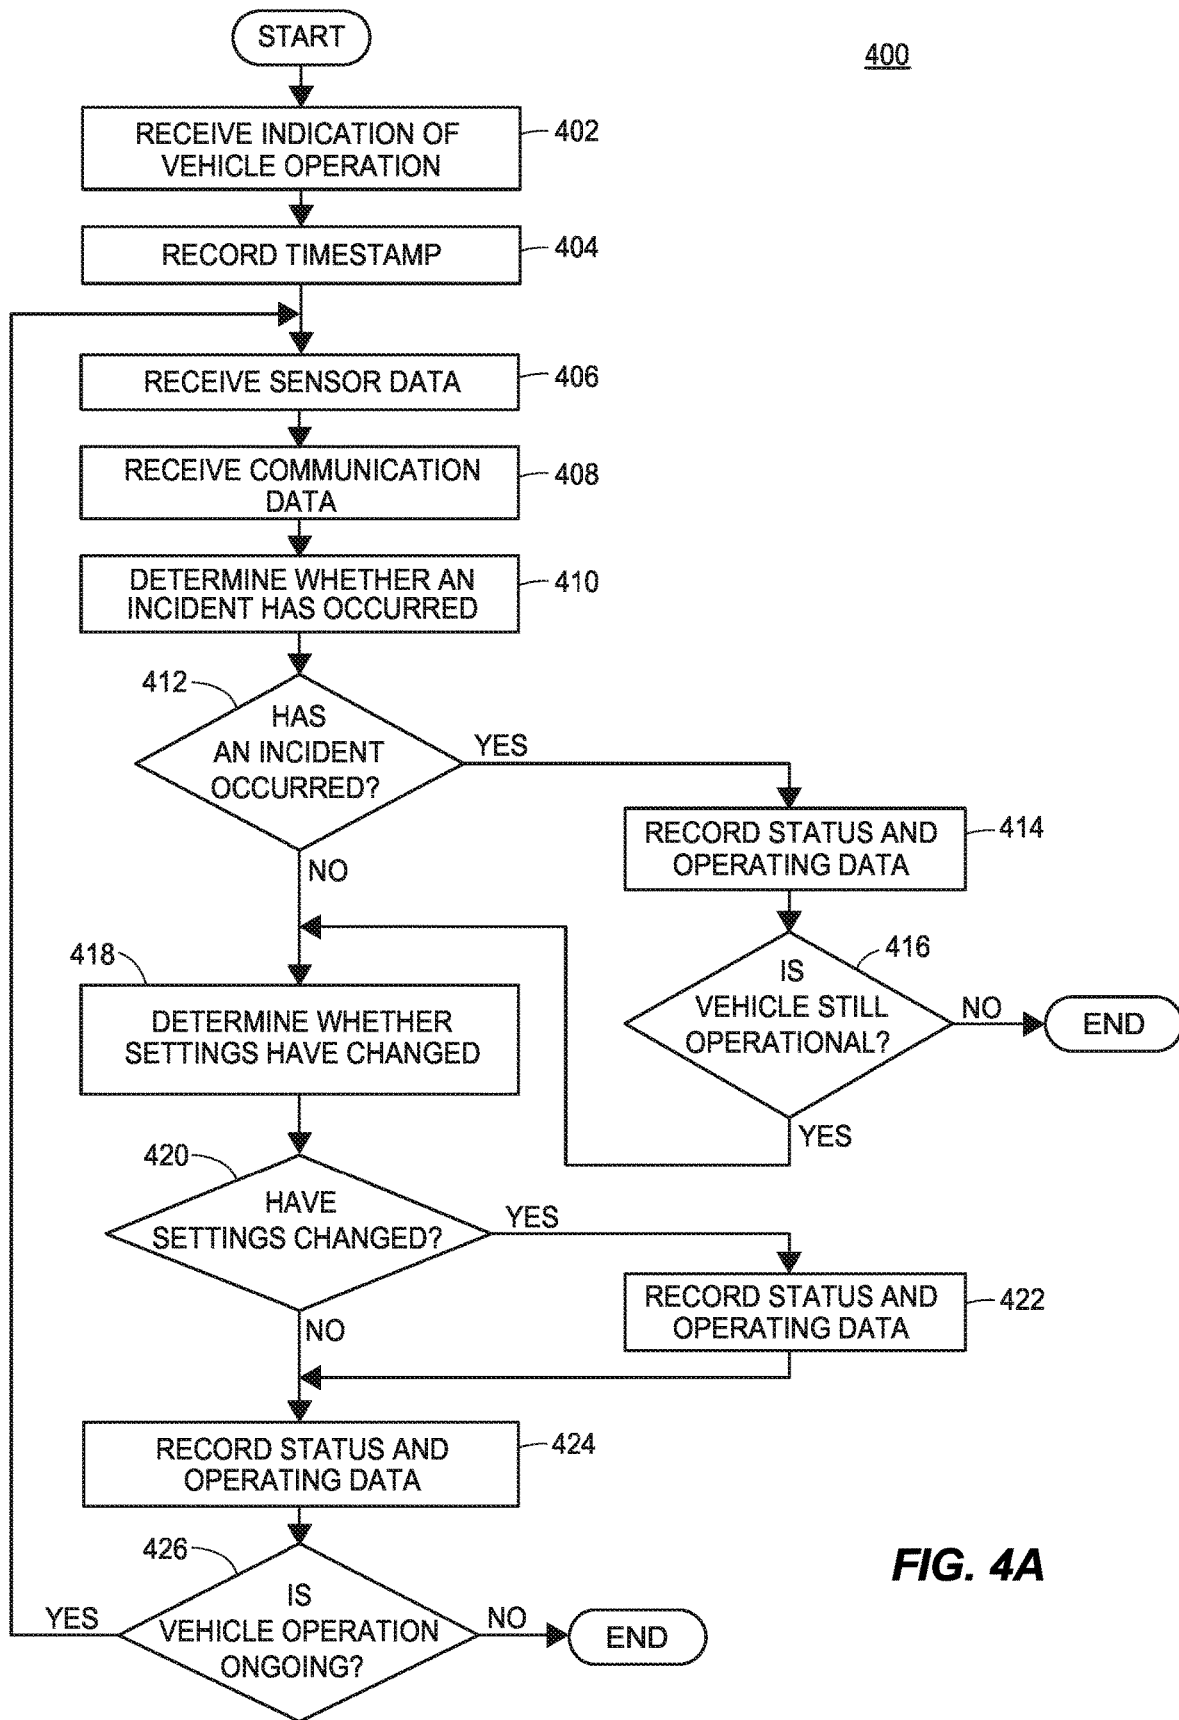 START
400
RECEIVE INDICATION OF
VEHICLE OPERATION
402
RECORD TIMESTAMP
404
RECEIVE SENSOR DATA
406
RECEIVE COMMUNICATION
DATA
408
DETERMINE WHETHER AN
INCIDENT HAS OCCURRED
410
412
HAS
AN INCIDENT
OCCURRED?
YES
NO
RECORD STATUS AND
OPERATING DATA
414
416
IS
VEHICLE STILL
OPERATIONAL?
NO
END
YES
418
DETERMINE WHETHER
SETTINGS HAVE CHANGED
420
HAVE
SETTINGS CHANGED?
YES
NO
RECORD STATUS AND
OPERATING DATA
422
RECORD STATUS AND
OPERATING DATA
424
426
IS
VEHICLE OPERATION
ONGOING?
YES
NO
END
FIG. 4A